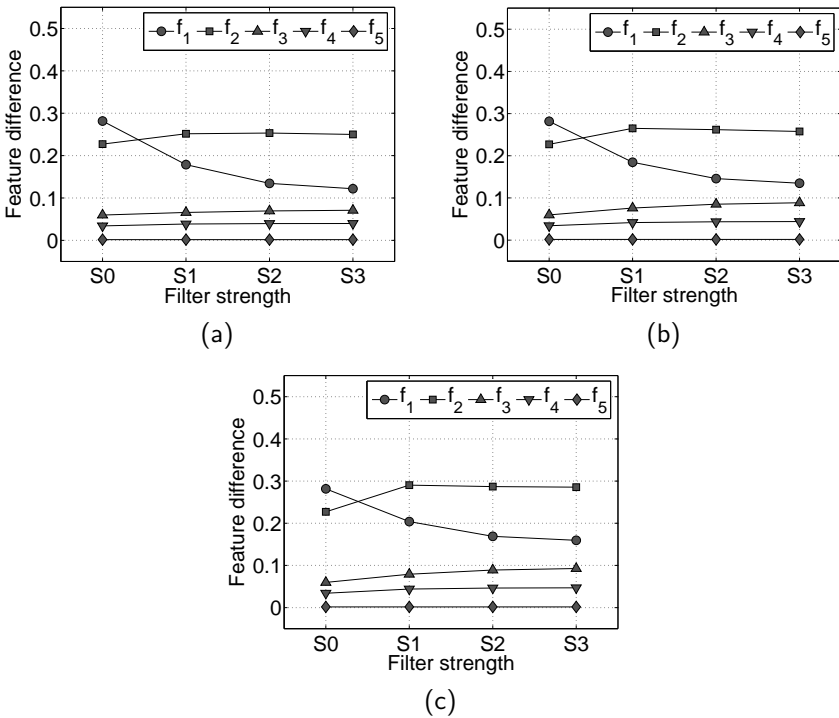 f1 f2 f3 f4 f5
0.5
0.4
0.3
0.2
0.1
0
Feature difference
S0 S1 S2 S3
Filter strength
(a)
f1 f2 f3 f4 f5
0.5
0.4
0.3
0.2
0.1
0
Feature difference
S0 S1 S2 S3
Filter strength
(b)
f1 f2 f3 f4 f5
0.5
0.4
0.3
0.2
0.1
0
Feature difference
S0 S1 S2 S3
Filter strength
(c)